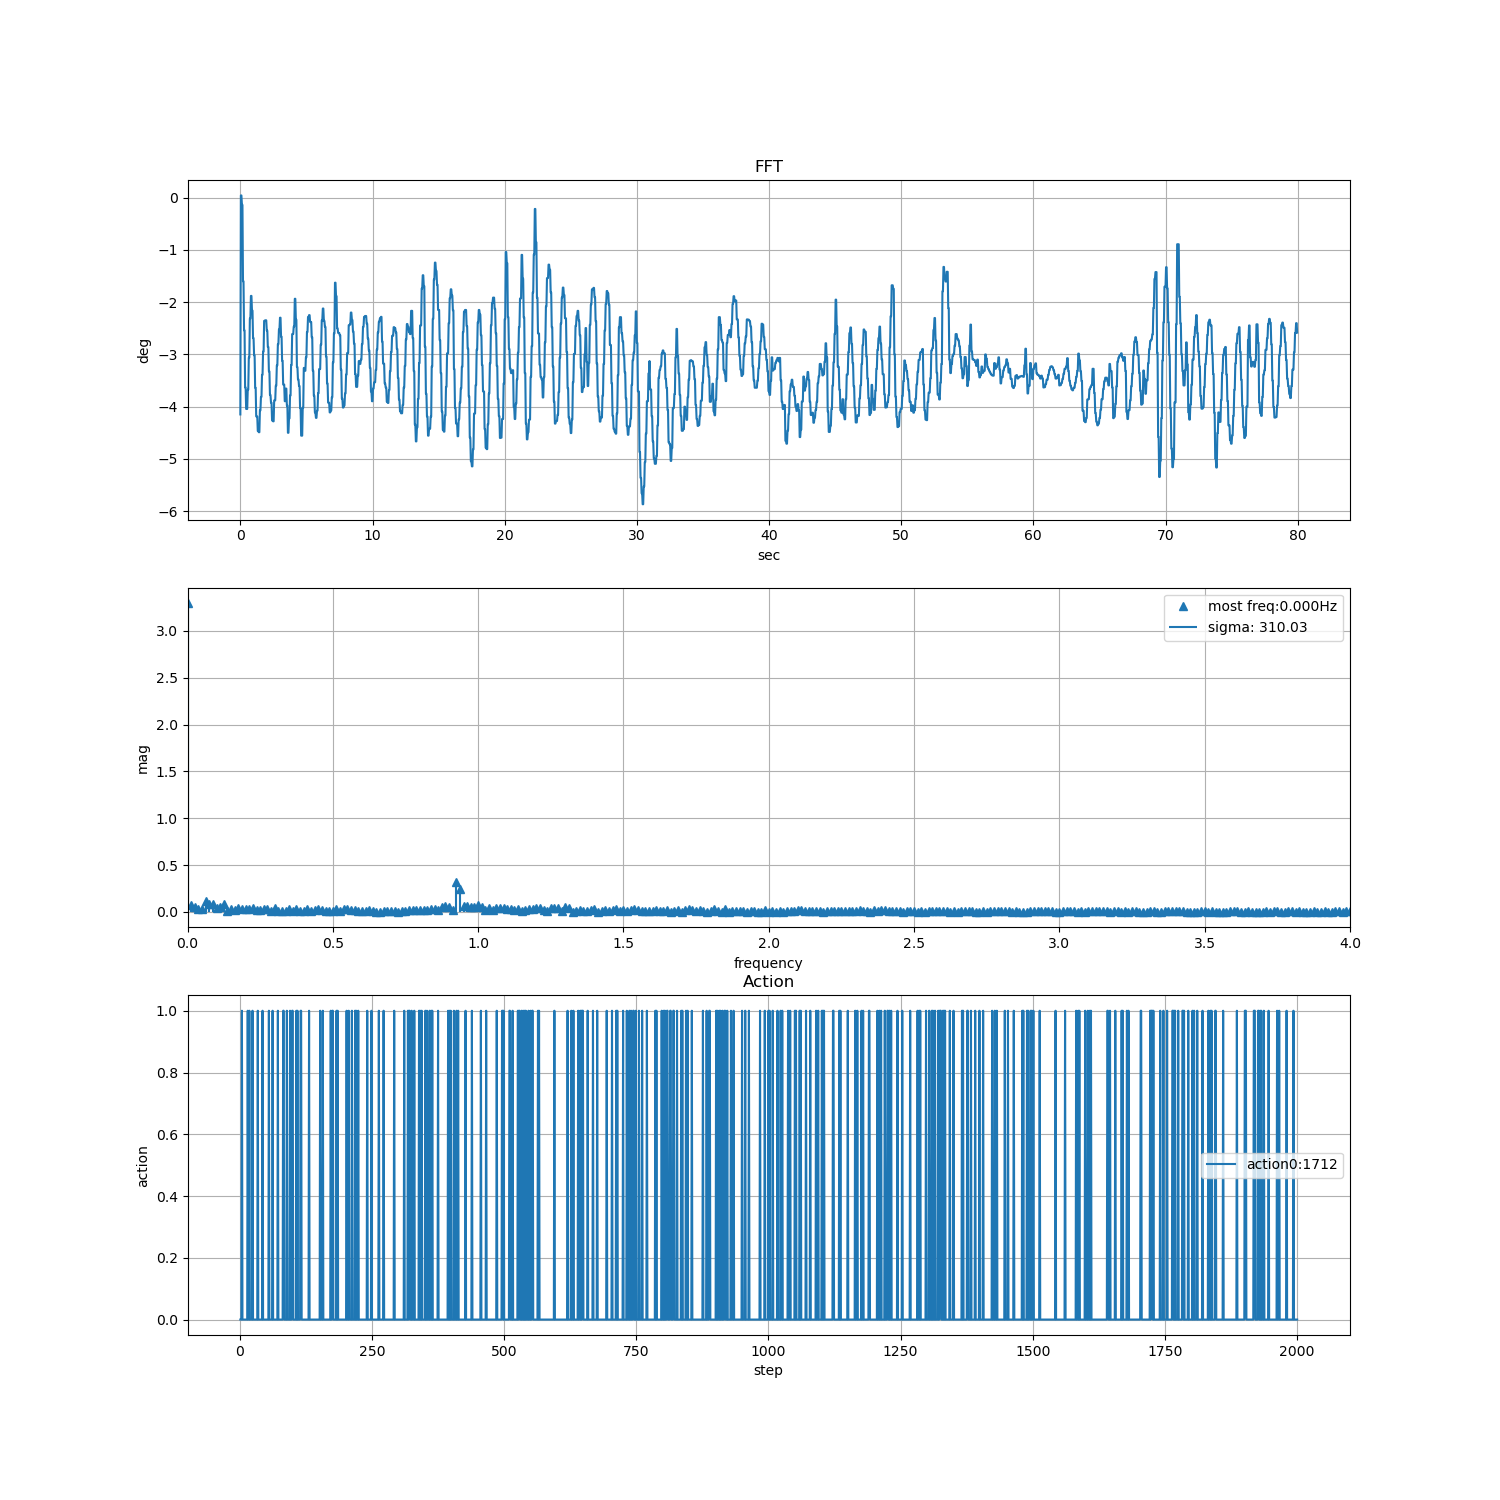 FFT
0
−1
−2
−3
−4
−5
−6
deg
0 10 20 30 40 50 60 70 80
sec
most freq:0.000Hz
sigma: 310.03
3.0
2.5
2.0
1.5
1.0
0.5
0.0
mag
0.0 0.5 1.0 1.5 2.0 2.5 3.0 3.5 4.0
frequency
Action
1.0
0.8
0.6
0.4
0.2
0.0
action
action0:1712
0 250 500 750 1000 1250 1500 1750 2000
step